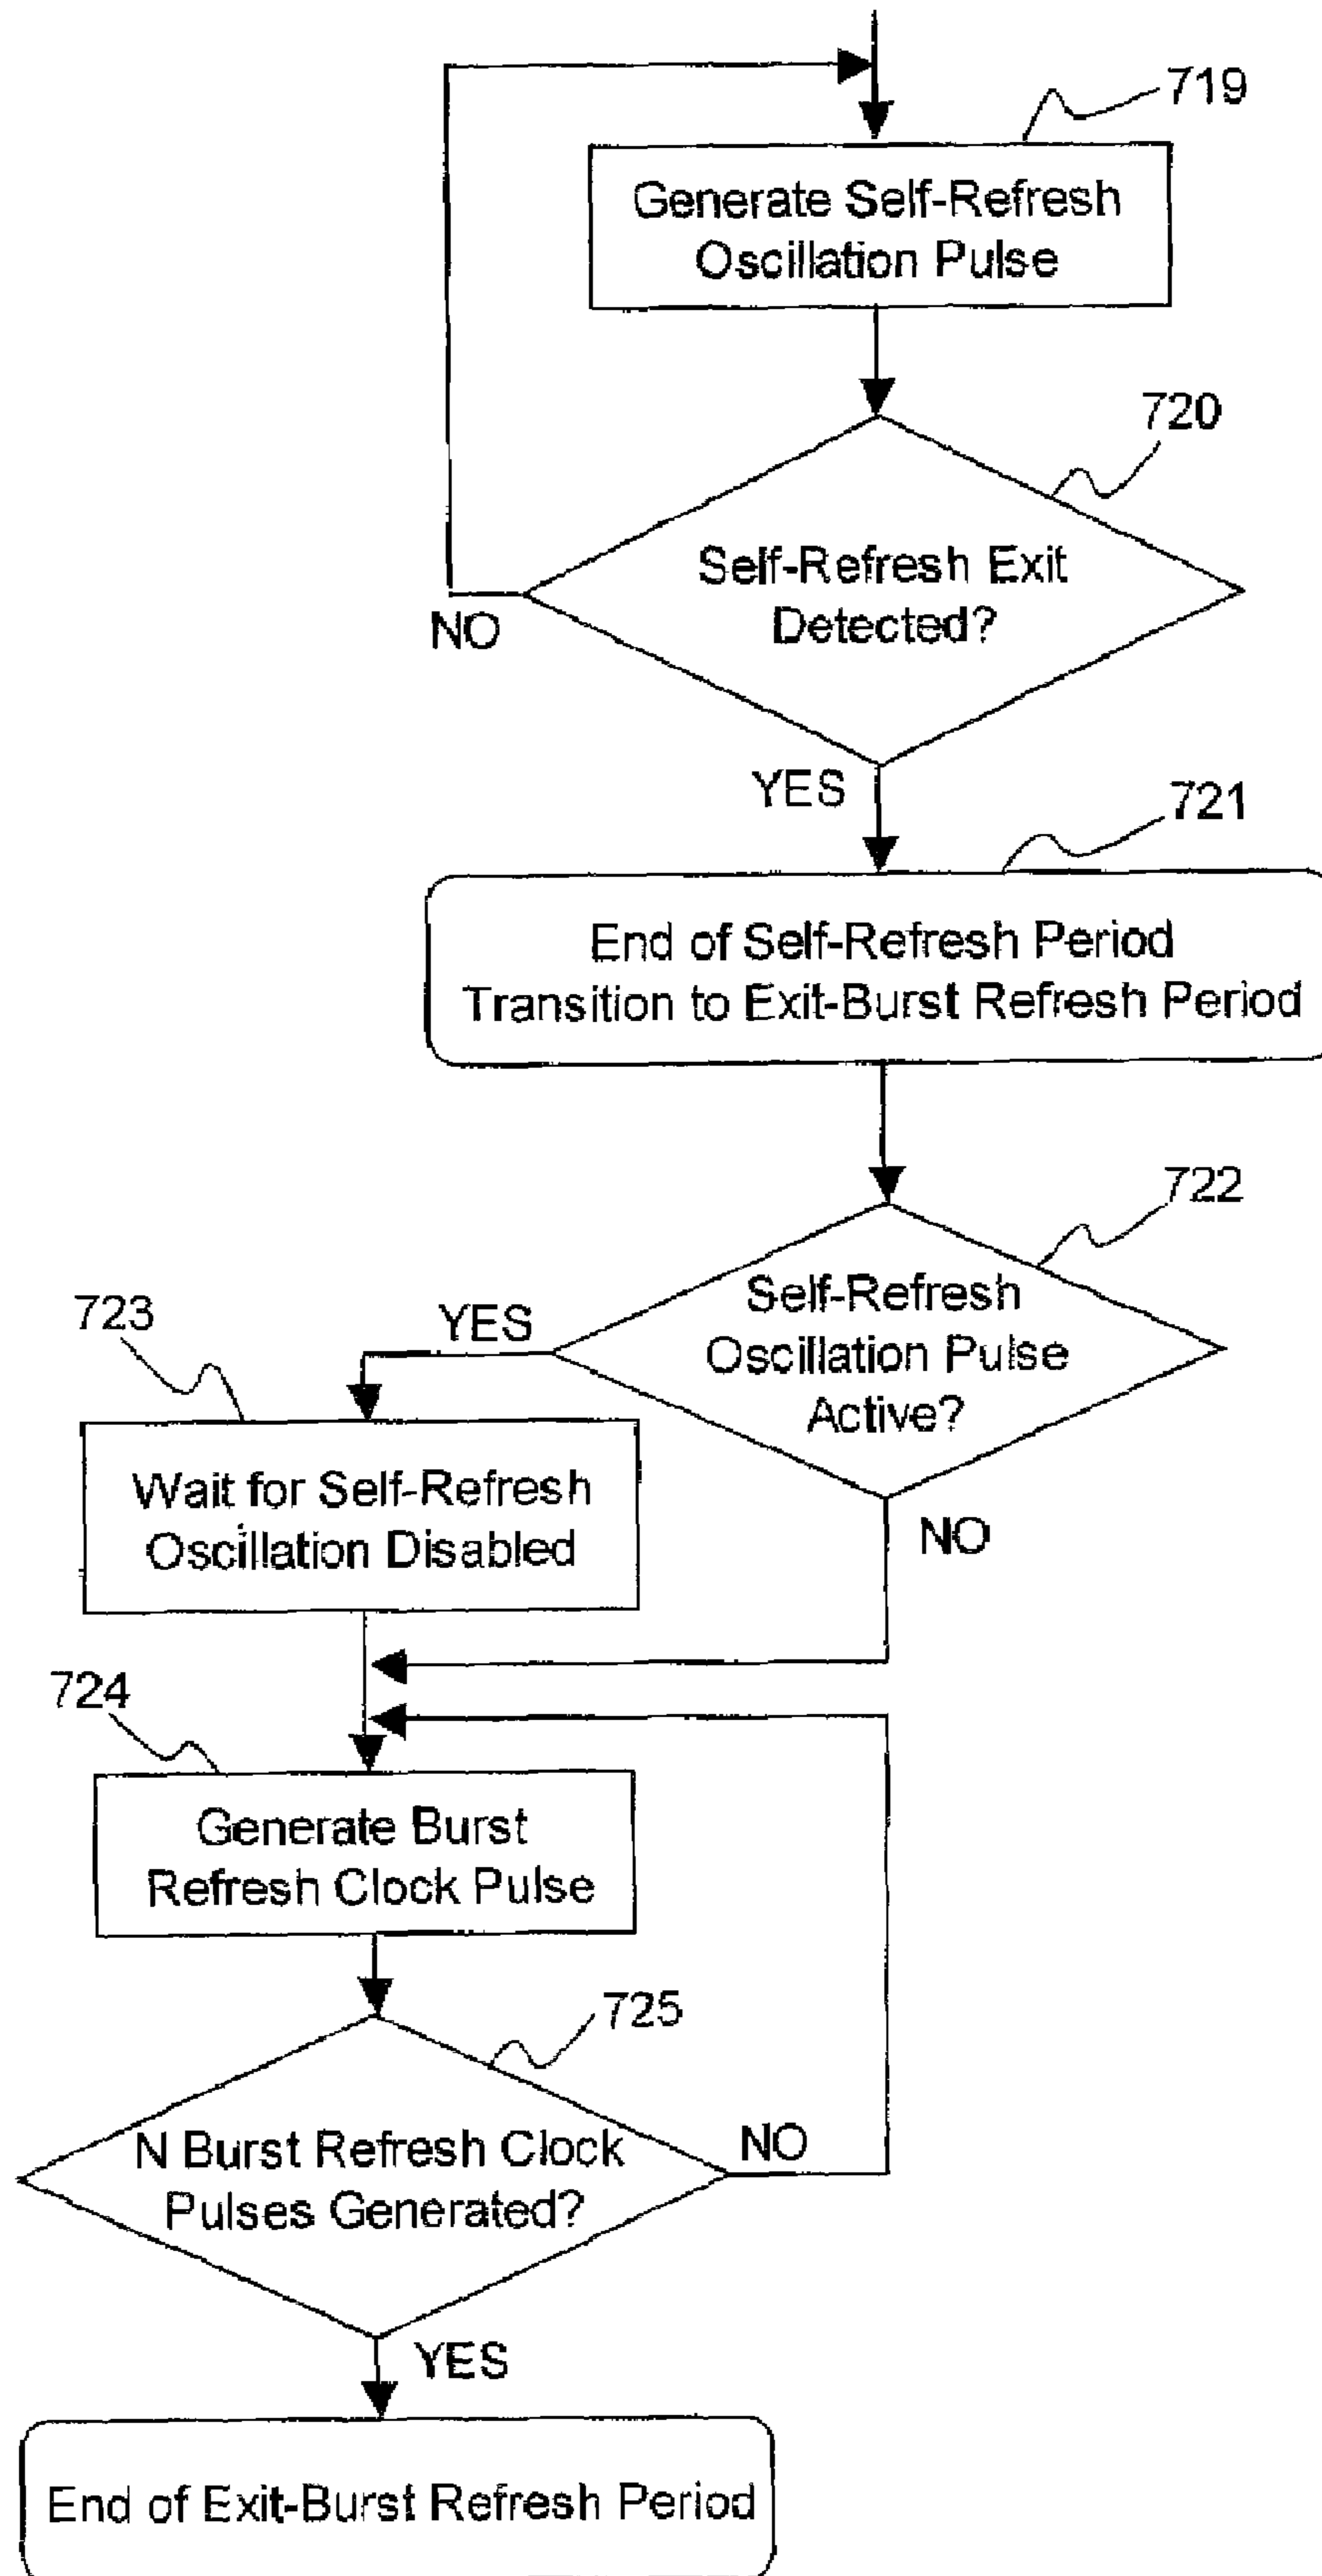 719
Generate Self-Refresh
Oscillation Pulse
720
Self-Refresh Exit
Detected?
NO
YES
721
End of Self-Refresh Period
Transition to Exit-Burst Refresh Period
722
Self-Refresh
Oscillation Pulse
Active?
YES
NO
723
Wait for Self-Refresh
Oscillation Disabled
724
Generate Burst
Refresh Clock Pulse
725
N Burst Refresh Clock
Pulses Generated?
NO
YES
End of Exit-Burst Refresh Period